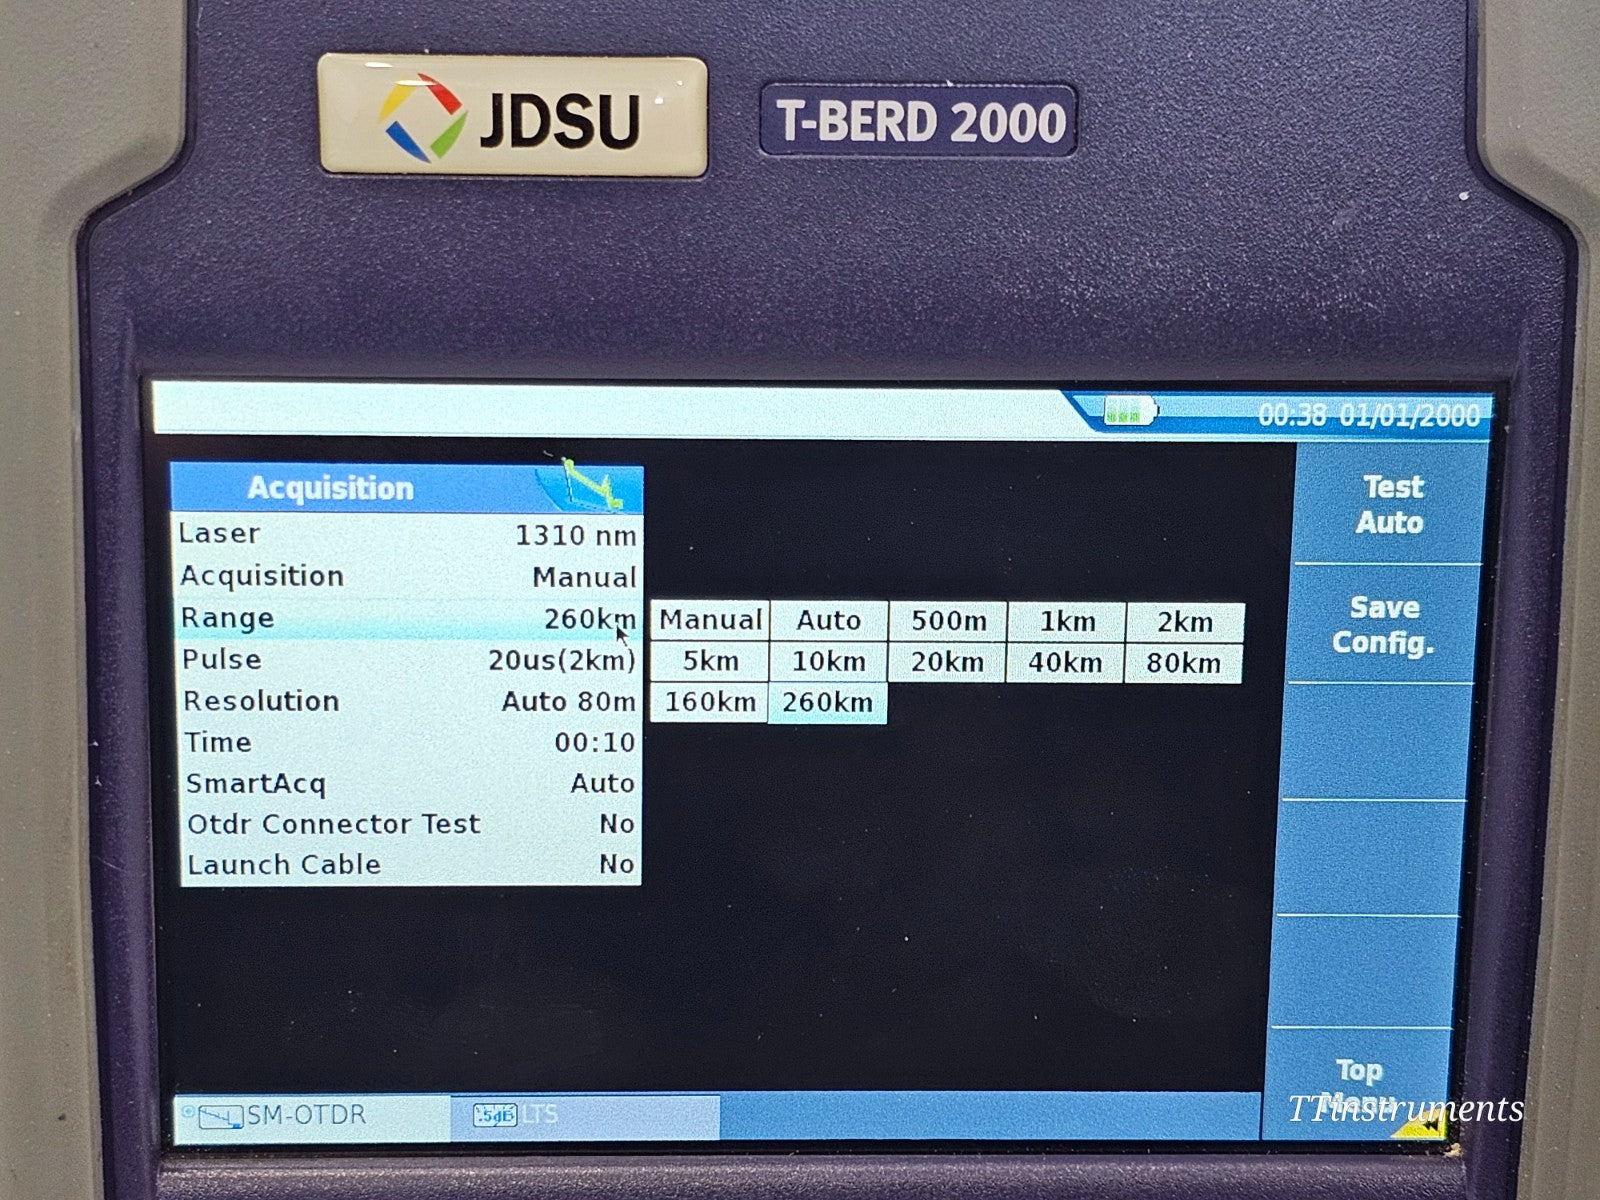 JDSU
T-BERD 2000
00:38 01/01/2000
Acquisition
Laser 1310 nm
Acquisition Manual
Range 260km
Pulse 20us(2km)
Resolution Auto 80m
Time 00:10
SmartAcq Auto
Otdr Connector Test No
Launch Cable No
Manual Auto 500m 1km 2km
5km 10km 20km 40km 80km
160km 260km
Test
Auto
Save
Config.
Top
Menu
SM-OTDR
.5dB LTS
TTinstruments